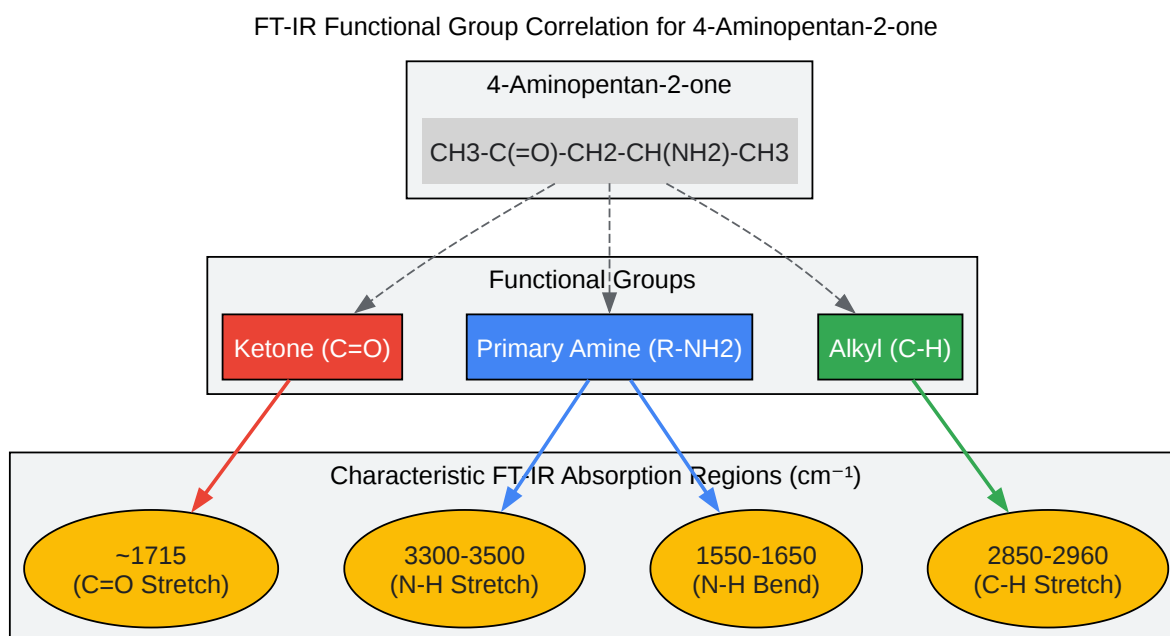 FT-IR Functional Group Correlation for 4-Aminopentan-2-one
4-Aminopentan-2-one
CH3-C(=O)-CH2-CH(NH2)-CH3
Functional Groups
Ketone (C=O)
Primary Amine (R-NH2)
Alkyl (C-H)
Characteristic FT-IR Absorption Regions (cm⁻¹)
~1715
(C=O Stretch)
3300-3500
(N-H Stretch)
1550-1650
(N-H Bend)
2850-2960
(C-H Stretch)